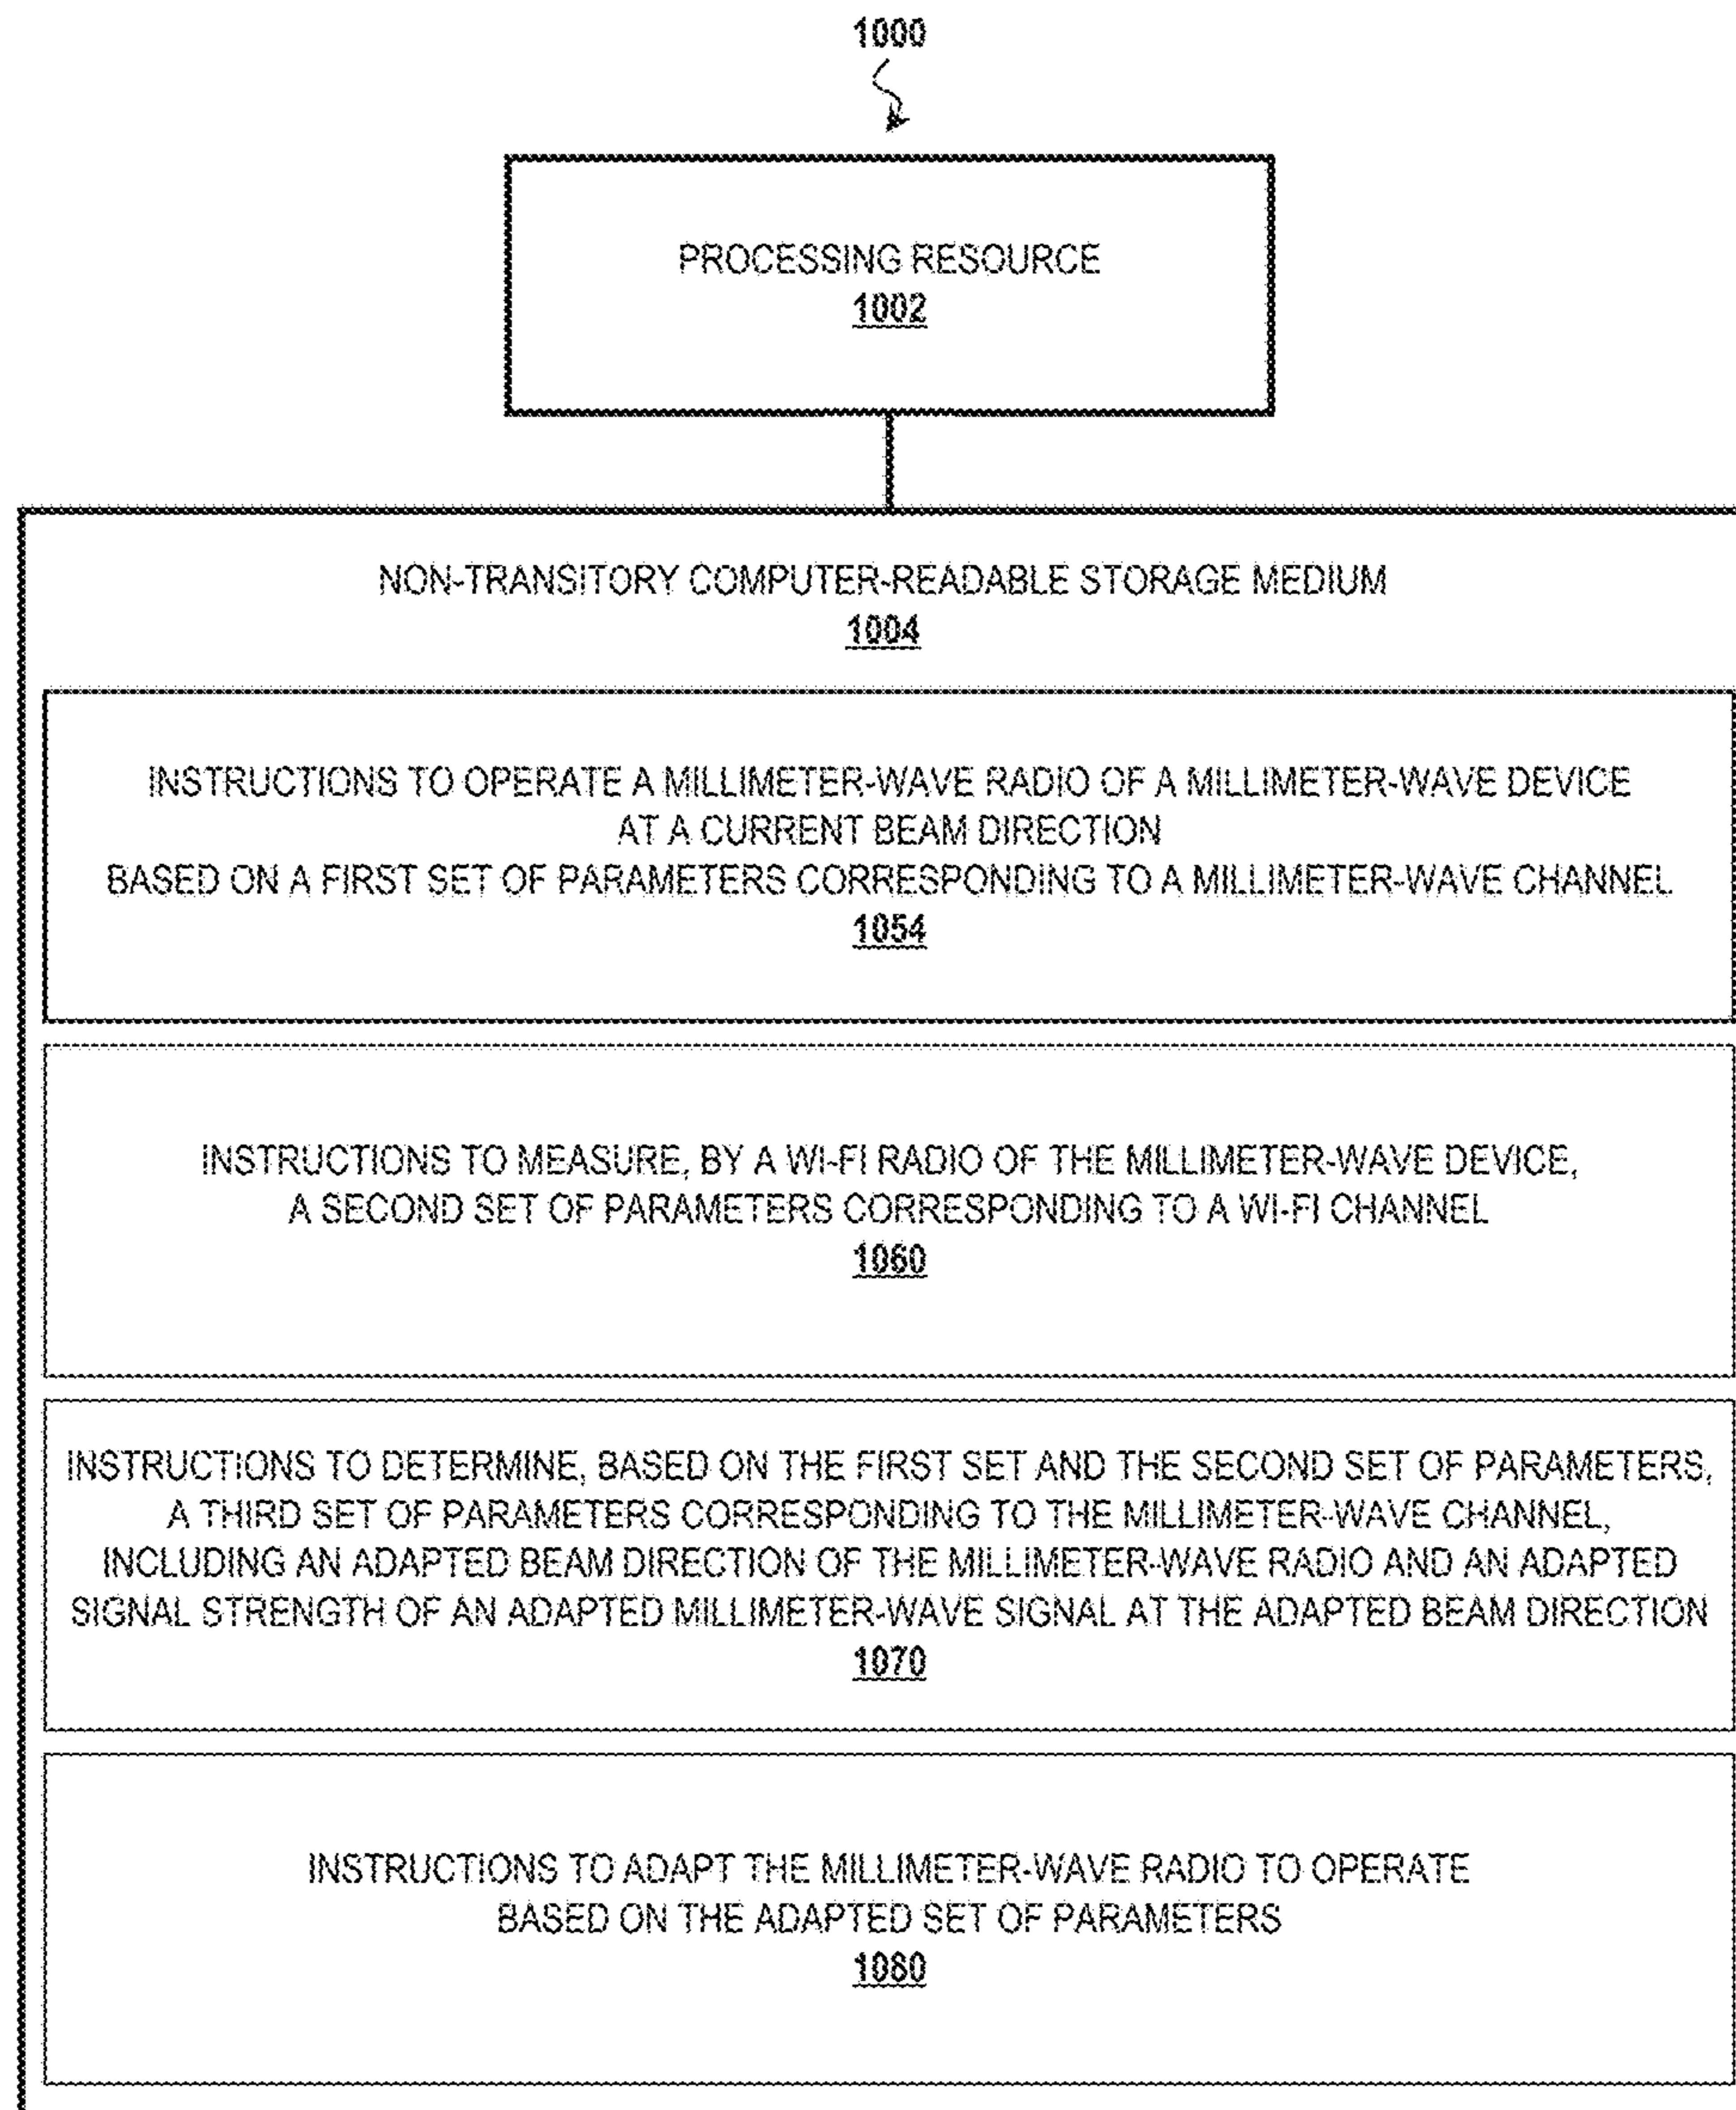 1000
PROCESSING RESOURCE
1002
NON-TRANSITORY COMPUTER-READABLE STORAGE MEDIUM
1004
INSTRUCTIONS TO OPERATE A MILLIMETER-WAVE RADIO OF A MILLIMETER-WAVE DEVICE
AT A CURRENT BEAM DIRECTION
BASED ON A FIRST SET OF PARAMETERS CORRESPONDING TO A MILLIMETER-WAVE CHANNEL
1054
INSTRUCTIONS TO MEASURE, BY A WI-FI RADIO OF THE MILLIMETER-WAVE DEVICE,
A SECOND SET OF PARAMETERS CORRESPONDING TO A WI-FI CHANNEL
1060
INSTRUCTIONS TO DETERMINE, BASED ON THE FIRST SET AND THE SECOND SET OF PARAMETERS,
A THIRD SET OF PARAMETERS CORRESPONDING TO THE MILLIMETER-WAVE CHANNEL,
INCLUDING AN ADAPTED BEAM DIRECTION OF THE MILLIMETER-WAVE RADIO AND AN ADAPTED
SIGNAL STRENGTH OF AN ADAPTED MILLIMETER-WAVE SIGNAL AT THE ADAPTED BEAM DIRECTION
1070
INSTRUCTIONS TO ADAPT THE MILLIMETER-WAVE RADIO TO OPERATE
BASED ON THE ADAPTED SET OF PARAMETERS
1080